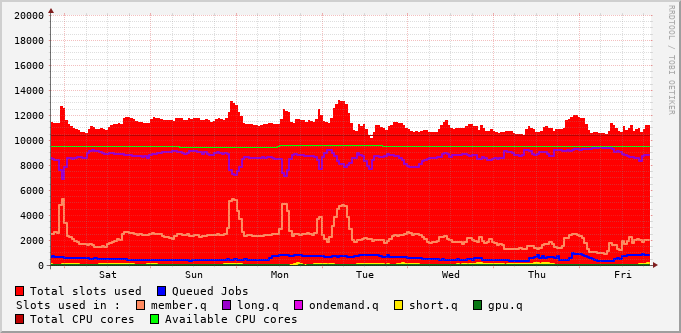 20000
18000
16000
14000
12000
10000
8000
6000
4000
2000
0
Sat Sun Mon Tue Wed Thu Fri
RRDTOOL / TOBI OETIKER
Total slots used Queued Jobs
Slots used in : member.q long.q ondemand.q short.q gpu.q
Total CPU cores Available CPU cores